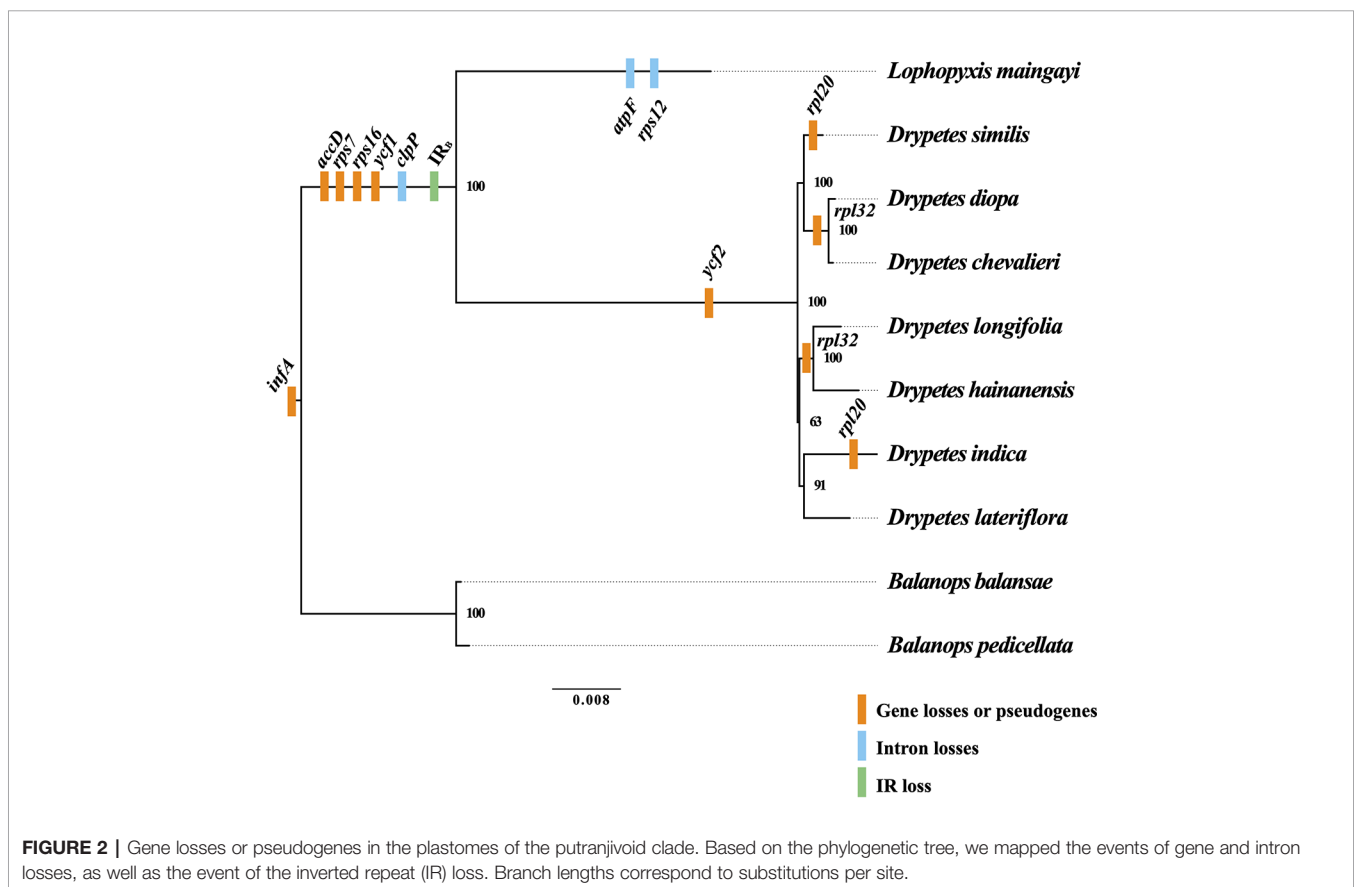 Lophopyxis maingayi
atpF
rps12
rpl20
Drypetes similis
accD
rps7
rps16
ycf1
clpP
IRB
100
100
Drypetes diopa
rpl32
100
Drypetes chevalieri
ycf2
100
Drypetes longifolia
rpl32
100
infA
Drypetes hainanensis
63
rpl20
Drypetes indica
91
Drypetes lateriflora
Balanops balansae
100
Balanops pedicellata
0.008
Gene losses or pseudogenes
Intron losses
IR loss
FIGURE 2 | Gene losses or pseudogenes in the plastomes of the putranjivoid clade. Based on the phylogenetic tree, we mapped the events of gene and intron
losses, as well as the event of the inverted repeat (IR) loss. Branch lengths correspond to substitutions per site.